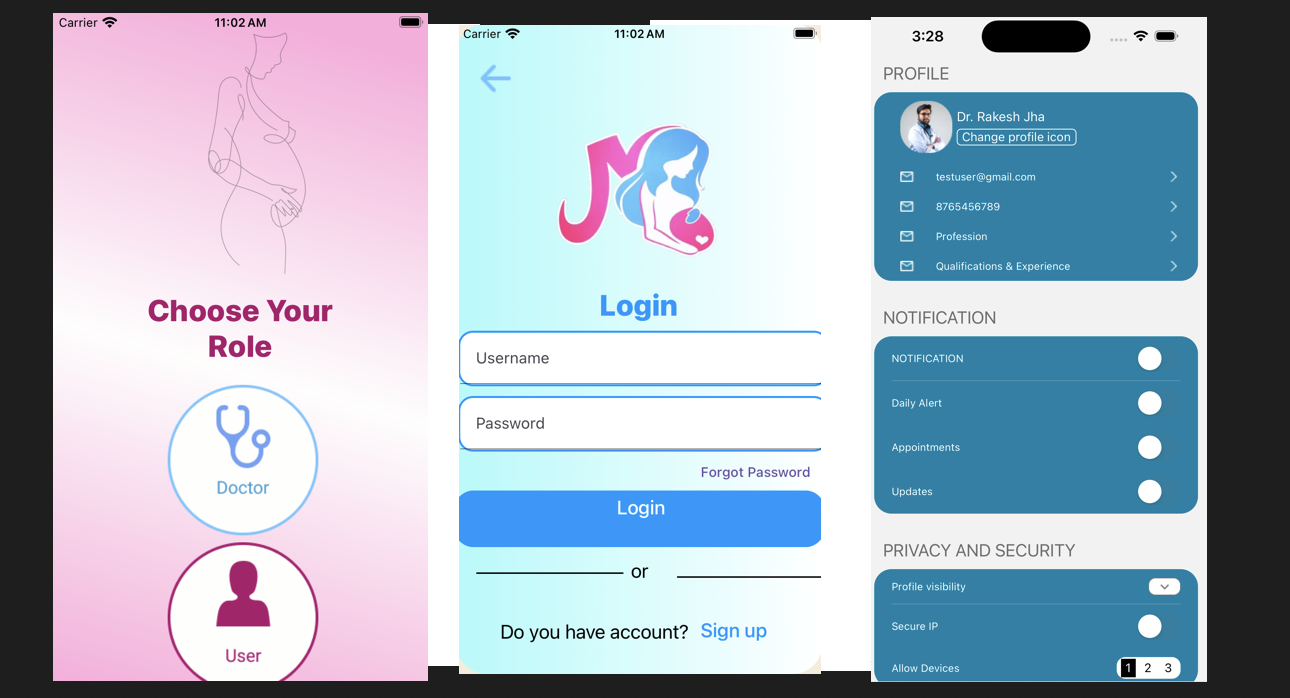 Carrier 11:02 AM
Choose Your
Role
Doctor
User
Carrier 11:02 AM
Login
Username
Password
Forgot Password
Login
or
Do you have account? Sign up
3:28
PROFILE
Dr. Rakesh Jha
Change profile icon
testuser@gmail.com
8765456789
Profession
Qualifications & Experience
NOTIFICATION
NOTIFICATION
Daily Alert
Appointments
Updates
PRIVACY AND SECURITY
Profile visibility
Secure IP
Allow Devices 1 2 3